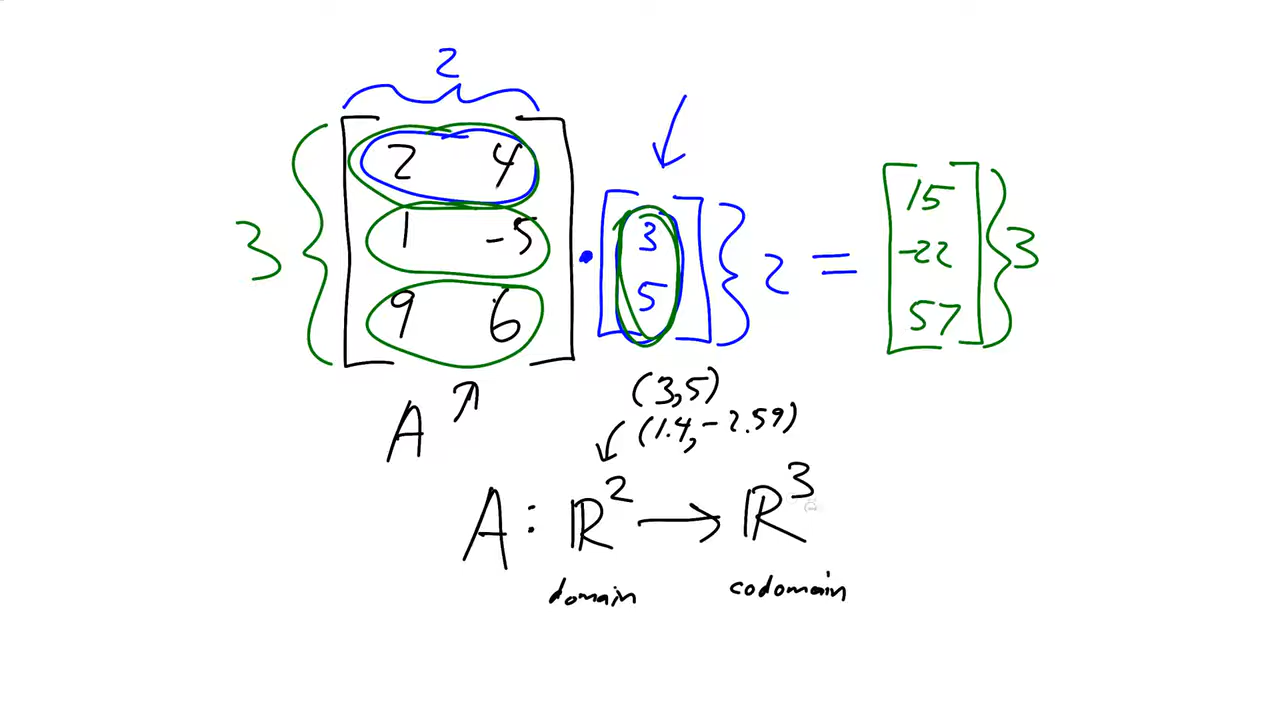 2
3 [ 2 4 ] · [ 3 ] 2 = [ 15 ] 3
1 -5
5
-22
9 6
57
A
(3,5)
(1.4,-2.59)
A: ℝ² → ℝ³
domain codomain